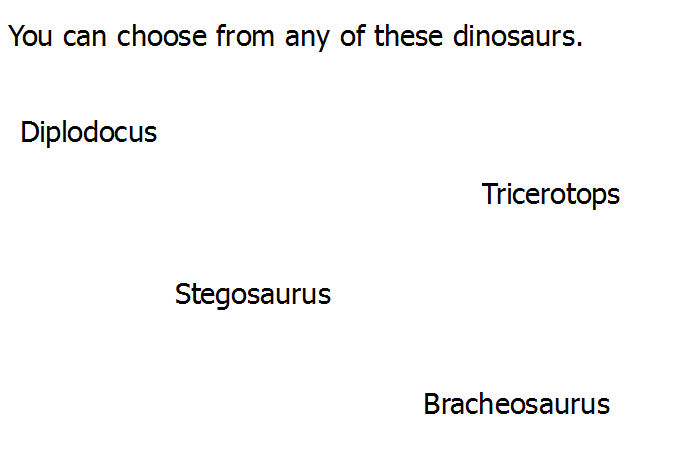 You can choose from any of these dinosaurs.
Diplodocus
Tricerotops
Stegosaurus
Bracheosaurus